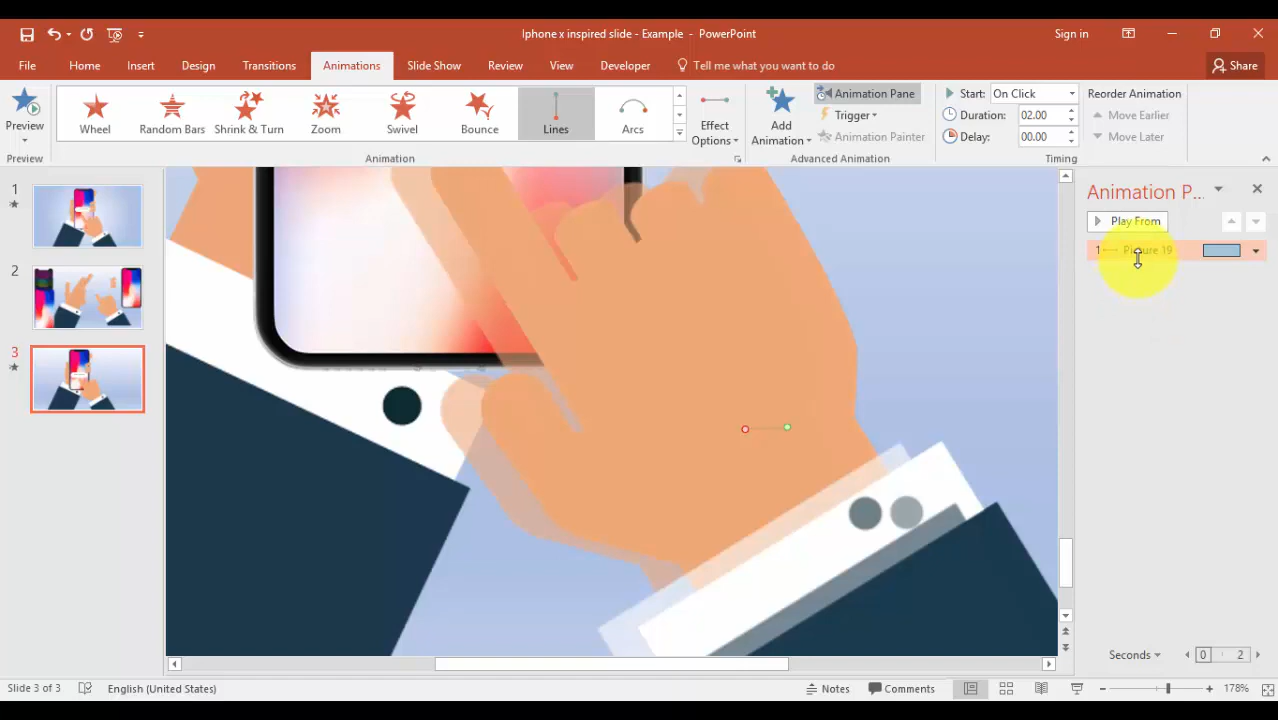 Iphone x inspired slide - Example - PowerPoint
Sign in
File Home Insert Design Transitions Animations Slide Show Review View Developer Tell me what you want to do Share
Preview
Wheel Random Bars Shrink & Turn Zoom Swivel Bounce Lines Arcs
Effect Options
Add Animation
Animation Pane
Trigger
Animation Painter
Start: On Click
Duration: 02.00
Delay: 00.00
Reorder Animation
Move Earlier
Move Later
Preview Animation Advanced Animation Timing
1
2
3
Animation P...
Play From
1 Picture 19
Seconds 0 2
Slide 3 of 3 English (United States) Notes Comments 178%